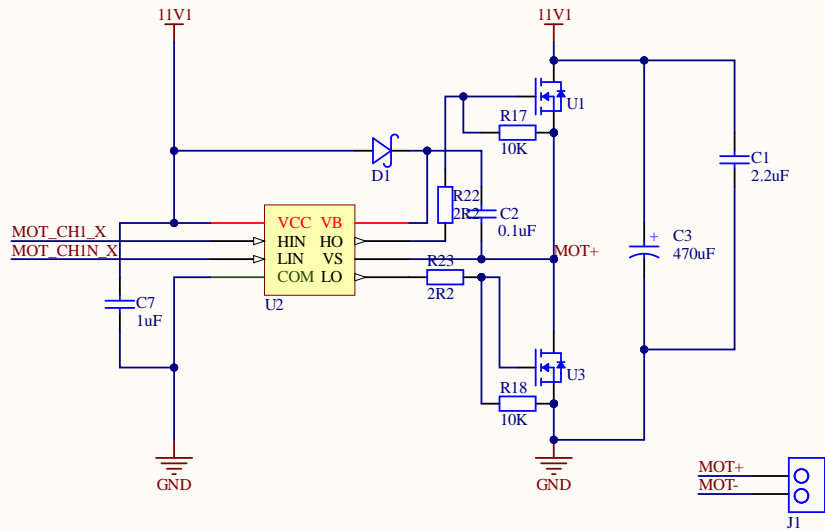 11V1
11V1
U1
R17
10K
D1
C1
2.2uF
R22
2R2
C2
0.1uF
VCC VB
MOT_CH1_X
HIN HO
MOT_CH1N_X
LIN VS
MOT+
COM LO
R23
2R2
U2
C3
+
470uF
C7
1uF
U3
R18
10K
GND
GND
MOT+
MOT-
J1